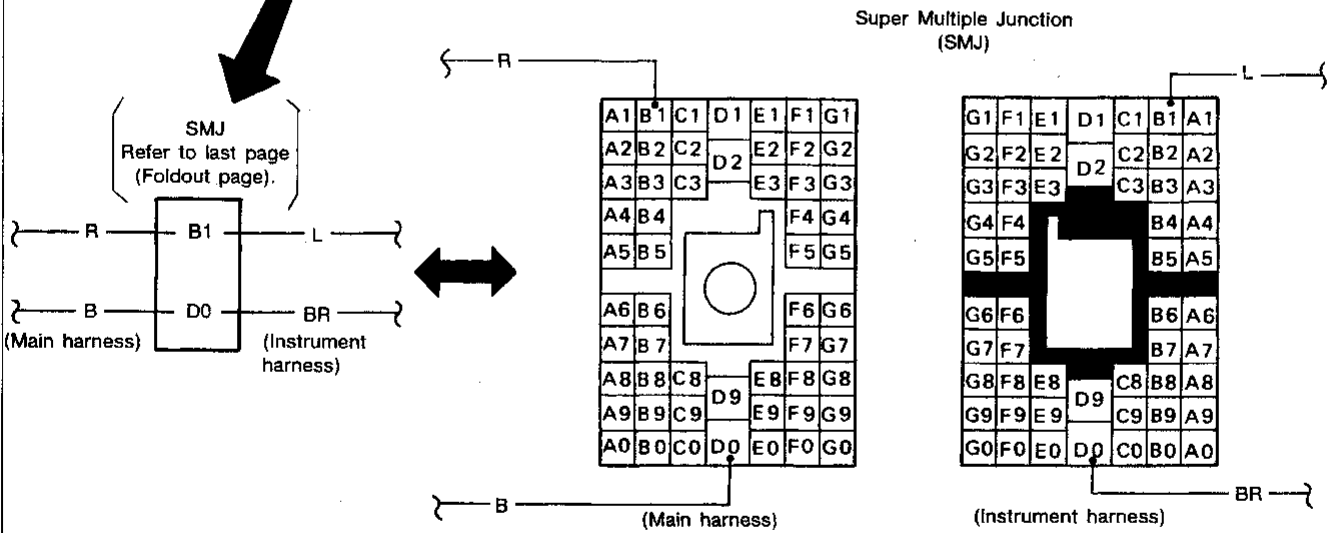 Super Multiple Junction
(SMJ)
SMJ
Refer to last page
(Foldout page).
R B1 L
B D0 BR
(Main harness) (Instrument
harness)
R
A1 B1 C1 D1 E1 F1 G1
A2 B2 C2 D2 E2 F2 G2
A3 B3 C3 E3 F3 G3
A4 B4 F4 G4
A5 B5 F5 G5
A6 B6 F6 G6
A7 B7 F7 G7
A8 B8 C8 E8 F8 G8
D9
A9 B9 C9 E9 F9 G9
A0 B0 C0 D0 E0 F0 G0
B
(Main harness)
L
G1 F1 E1 D1 C1 B1 A1
G2 F2 E2 D2 C2 B2 A2
G3 F3 E3 C3 B3 A3
G4 F4 B4 A4
G5 F5 B5 A5
G6 F6 B6 A6
G7 F7 B7 A7
G8 F8 E8 C8 B8 A8
D9
G9 F9 E9 C9 B9 A9
G0 F0 E0 D0 C0 B0 A0
BR
(Instrument harness)